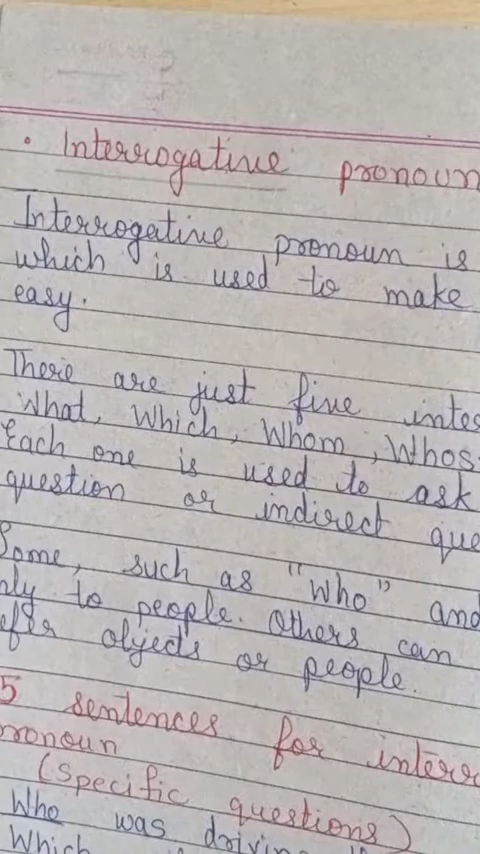 • Interrogative pronoun
Interrogative pronoun is
which is used to make
easy.
There are just five
What, Which, Whom,
Each one is used to ask
question or indirect
Some, such as "Who" and
to people. Others can
objects or people.
5 sentences for
(Specific questions)
Who was
Which